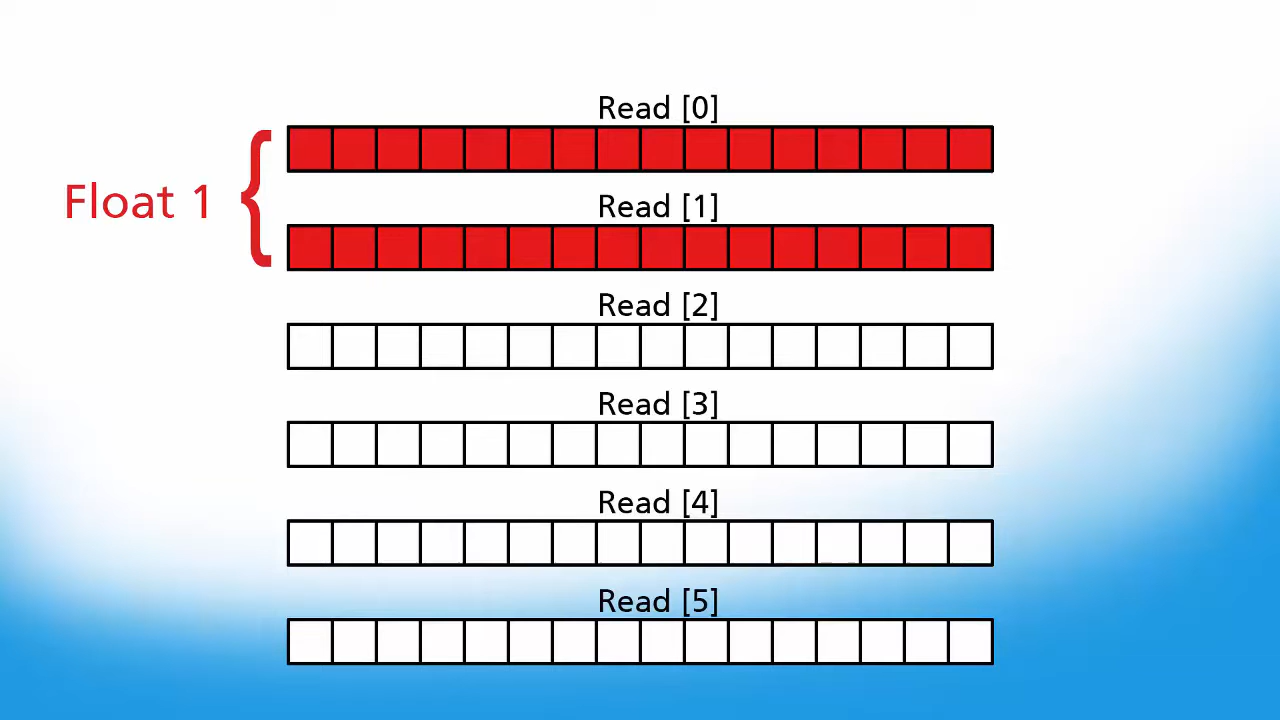 Read [0]
Float 1
Read [1]
Read [2]
Read [3]
Read [4]
Read [5]